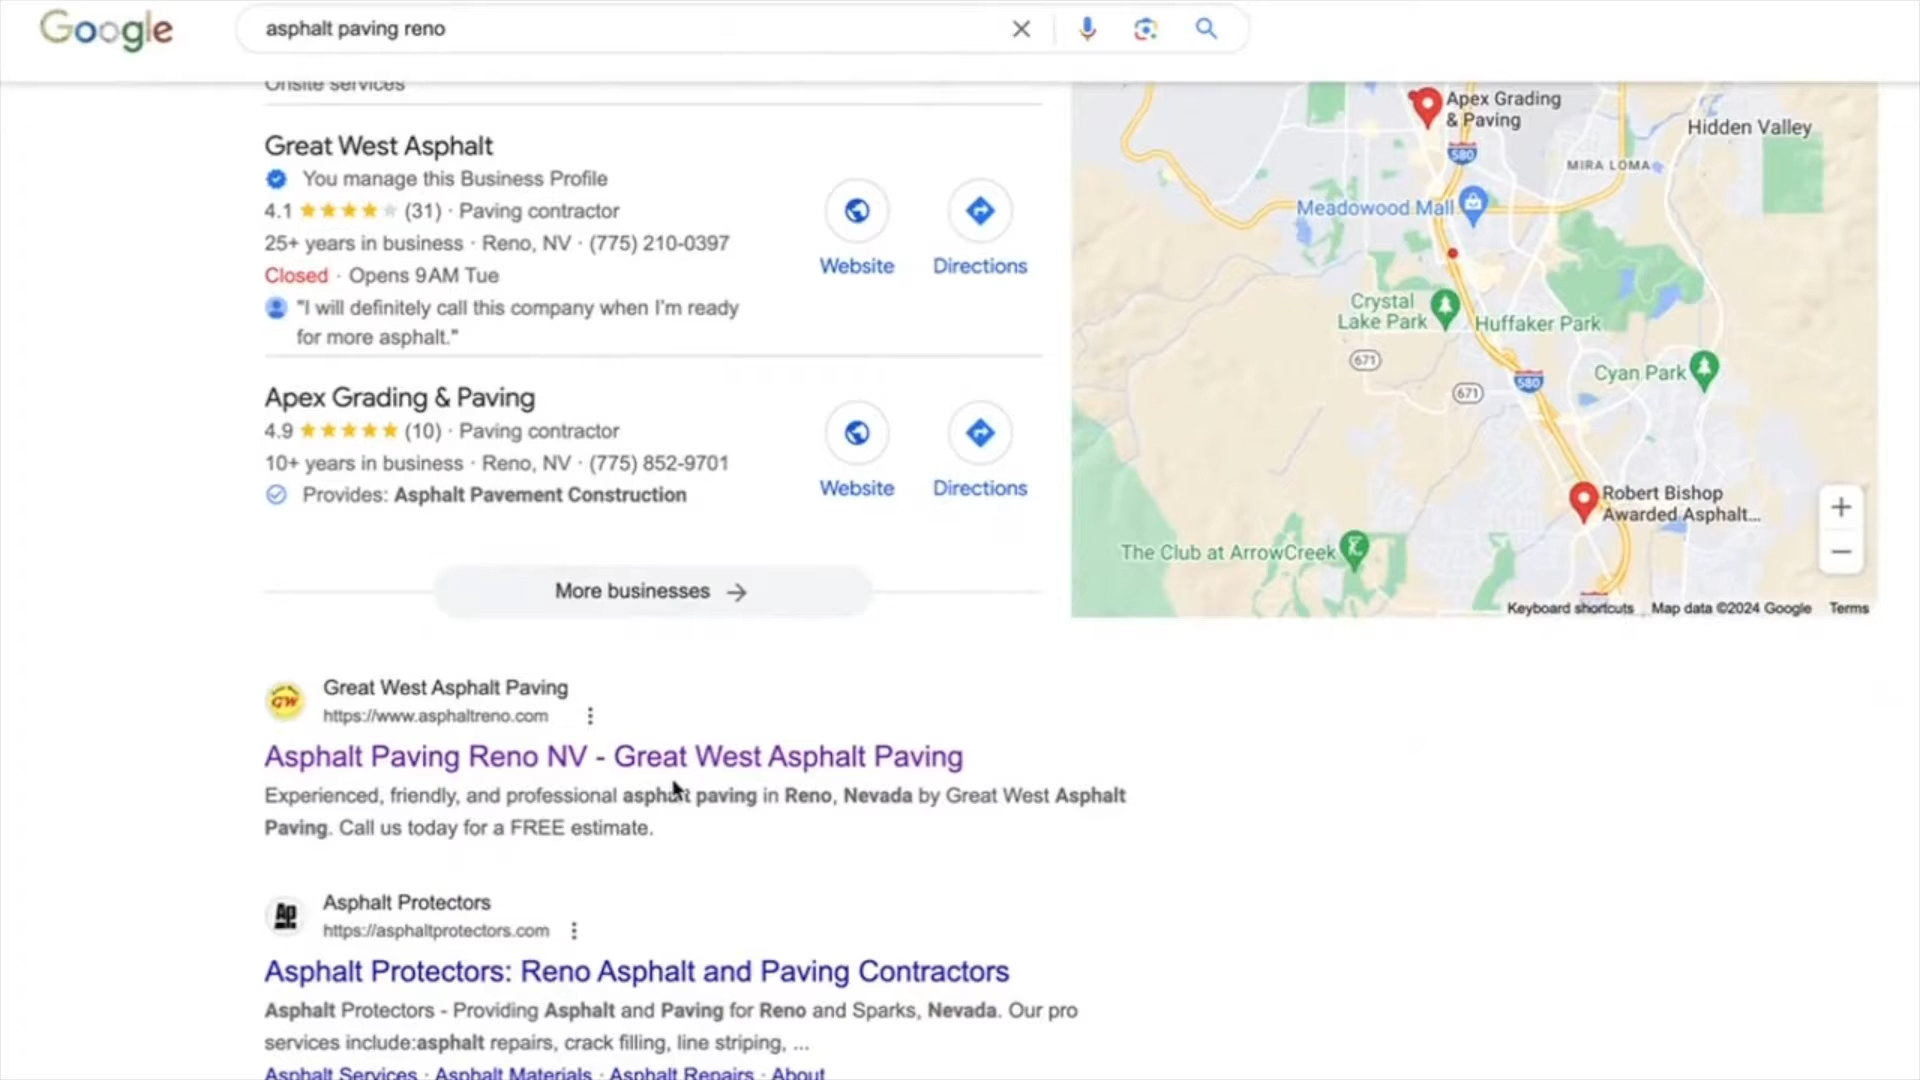 Google
asphalt paving reno
Onsite services
Great West Asphalt
You manage this Business Profile
4.1 (31) · Paving contractor
25+ years in business · Reno, NV · (775) 210-0397
Closed · Opens 9 AM Tue
"I will definitely call this company when I'm ready
for more asphalt."
Website
Directions
Apex Grading & Paving
4.9 (10) · Paving contractor
10+ years in business · Reno, NV · (775) 852-9701
Provides: Asphalt Pavement Construction
Website
Directions
More businesses
Apex Grading
& Paving
Hidden Valley
580
MIRA LOMA
Meadowood Mall
Crystal
Lake Park
Huffaker Park
671
580
671
Cyan Park
Robert Bishop
Awarded Asphalt...
The Club at ArrowCreek
Keyboard shortcuts
Map data ©2024 Google
Terms
Great West Asphalt Paving
https://www.asphaltreno.com
Asphalt Paving Reno NV - Great West Asphalt Paving
Experienced, friendly, and professional asphalt paving in Reno, Nevada by Great West Asphalt
Paving. Call us today for a FREE estimate.
Asphalt Protectors
https://asphaltprotectors.com
Asphalt Protectors: Reno Asphalt and Paving Contractors
Asphalt Protectors - Providing Asphalt and Paving for Reno and Sparks, Nevada. Our pro
services include:asphalt repairs, crack filling, line striping, ...
Asphalt Services · Asphalt Materials · Asphalt Repairs · About